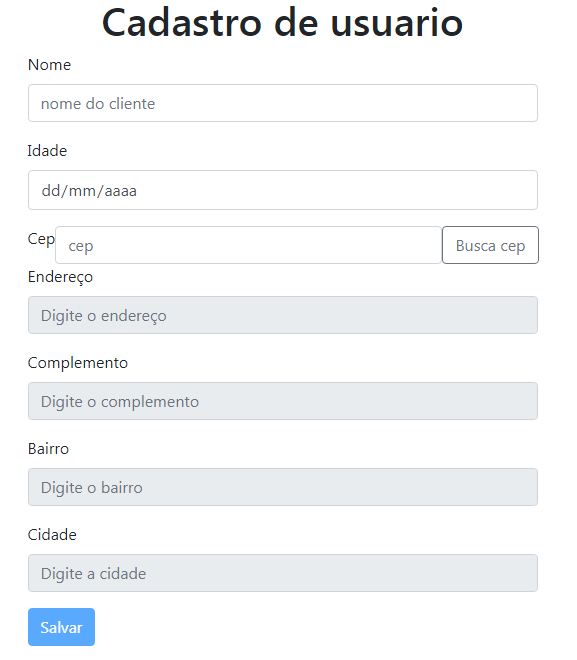 Cadastro de usuario
Nome
nome do cliente
Idade
dd/mm/aaaa
Cep cep Busca cep
Endereço
Digite o endereço
Complemento
Digite o complemento
Bairro
Digite o bairro
Cidade
Digite a cidade
Salvar